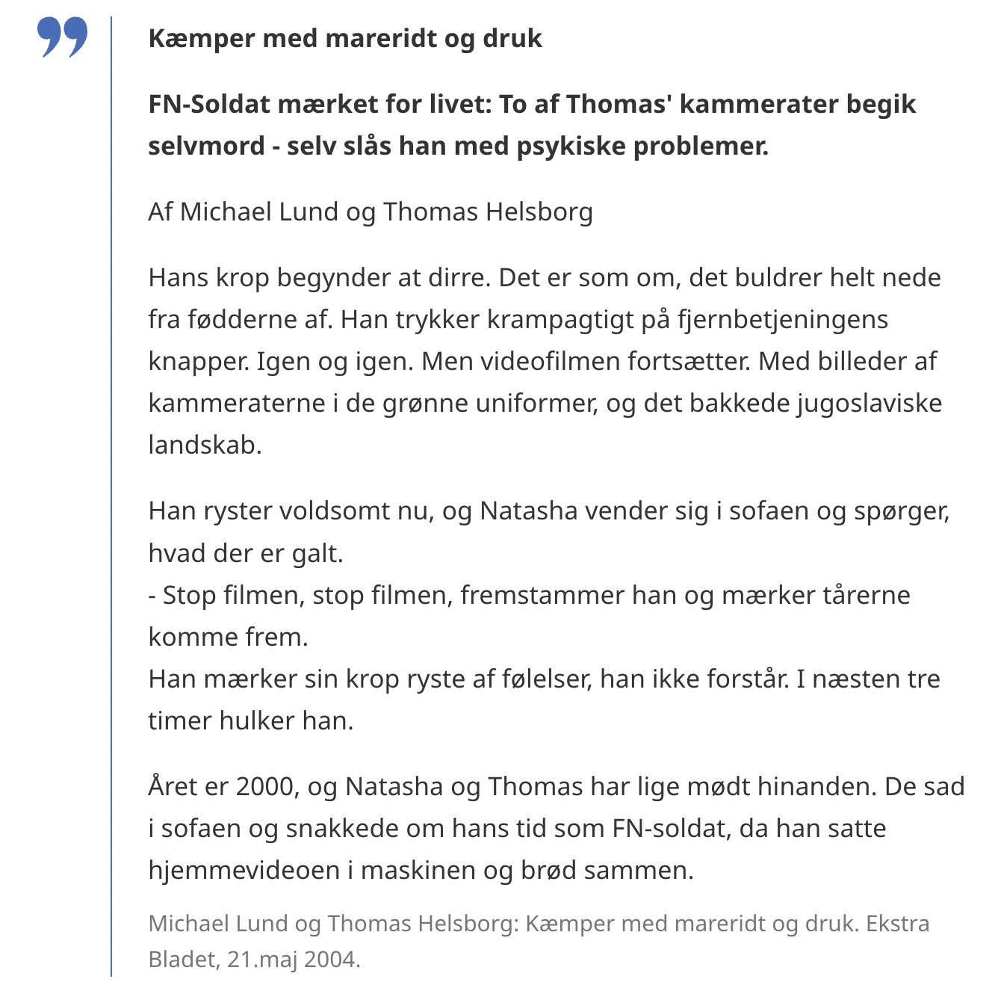 Kæmper med mareridt og druk
FN-Soldat mærket for livet: To af Thomas' kammerater begik
selvmord - selv slås han med psykiske problemer.
Af Michael Lund og Thomas Helsborg
Hans krop begynder at dirre. Det er som om, det buldrer helt nede
fra fødderne af. Han trykker krampagtigt på fjernbetjeningens
knapper. Igen og igen. Men videofilmen fortsætter. Med billeder af
kammeraterne i de grønne uniformer, og det bakkede jugoslaviske
landskab.
Han ryster voldsomt nu, og Natasha vender sig i sofaen og spørger,
hvad der er galt.
- Stop filmen, stop filmen, fremstammer han og mærker tårerne
komme frem.
Han mærker sin krop ryste af følelser, han ikke forstår. I næsten tre
timer hulker han.
Året er 2000, og Natasha og Thomas har lige mødt hinanden. De sad
i sofaen og snakkede om hans tid som FN-soldat, da han satte
hjemmevideoen i maskinen og brød sammen.
Michael Lund og Thomas Helsborg: Kæmper med mareridt og druk. Ekstra
Bladet, 21.maj 2004.